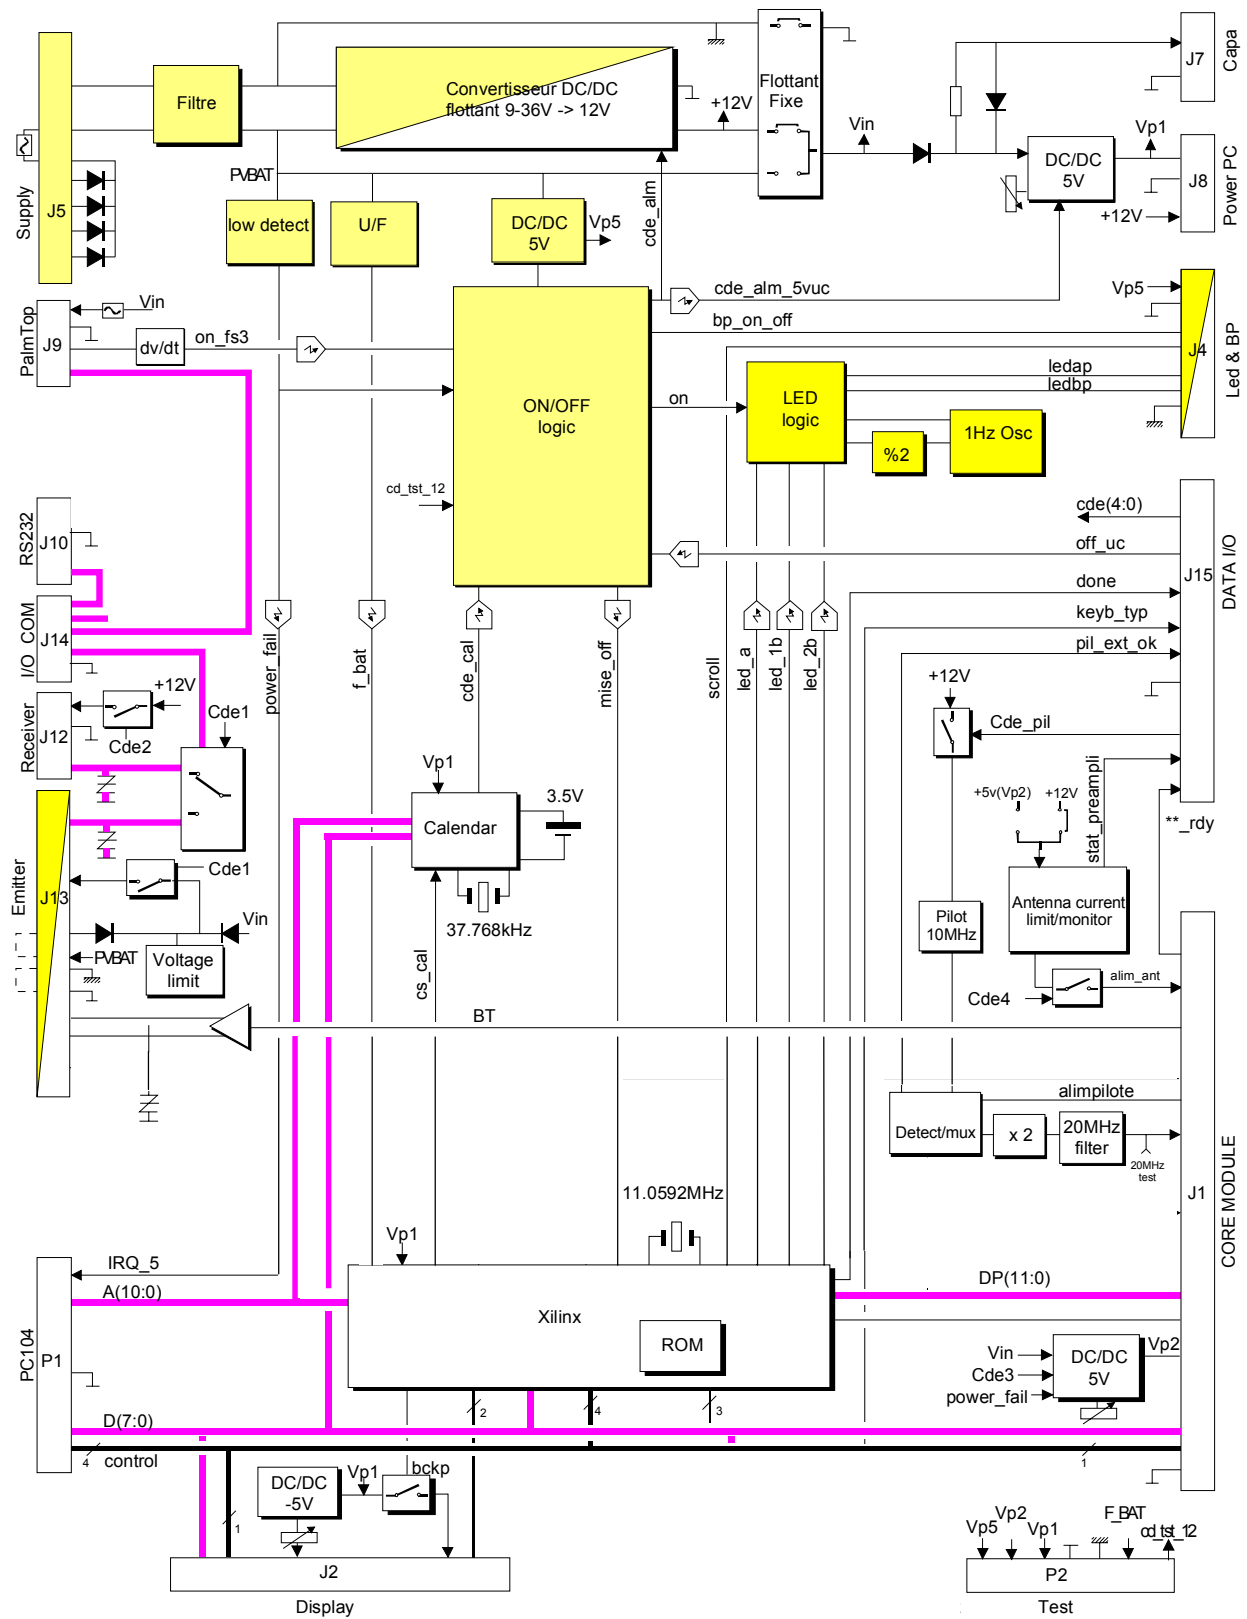 Supply
J5
Filtre
Convertisseur DC/DC
flottant 9-36V -> 12V
+12V
Flottant
Fixe
Vin
J7
Capa
DC/DC
5V
Vp1
J8
Power PC
+12V
PVBAT
low detect
U/F
DC/DC
5V
Vp5
cde_alm
cde_alm_5vuc
bp_on_off
Vp5
J4
Led & BP
PalmTop
J9
Vin
dv/dt
on_fs3
ON/OFF
logic
on
LED
logic
ledap
ledbp
1Hz Osc
%2
cd_tst_12
RS232
J10
I/O COM
J14
Receiver
J12
+12V
Cde2
Cde1
power_fail
f_bat
cde_cal
mise_off
scroll
led_a
led_1b
led_2b
cde(4:0)
off_uc
done
keyb_typ
pil_ext_ok
J15
DATA I/O
+12V
Cde_pil
stat_preampli
**_rdy
+5v(Vp2)
+12V
Vp1
Calendar
3.5V
37.768kHz
cs_cal
Emitter
J13
Cde1
Vin
PVBAT
Voltage
limit
Pilot
10MHz
Antenna current
limit/monitor
Cde4
alim_ant
BT
alimpilote
Detect/mux
x 2
20MHz
filter
20MHz
test
J1
CORE MODULE
11.0592MHz
Vp1
PC104
P1
IRQ_5
A(10:0)
Xilinx
ROM
DP(11:0)
Vin
Cde3
power_fail
DC/DC
5V
Vp2
2
4
3
D(7:0)
4
control
1
DC/DC
-5V
Vp1
bckp
1
J2
Display
Vp5
Vp2
Vp1
F_BAT
cd_tst_12
P2
Test